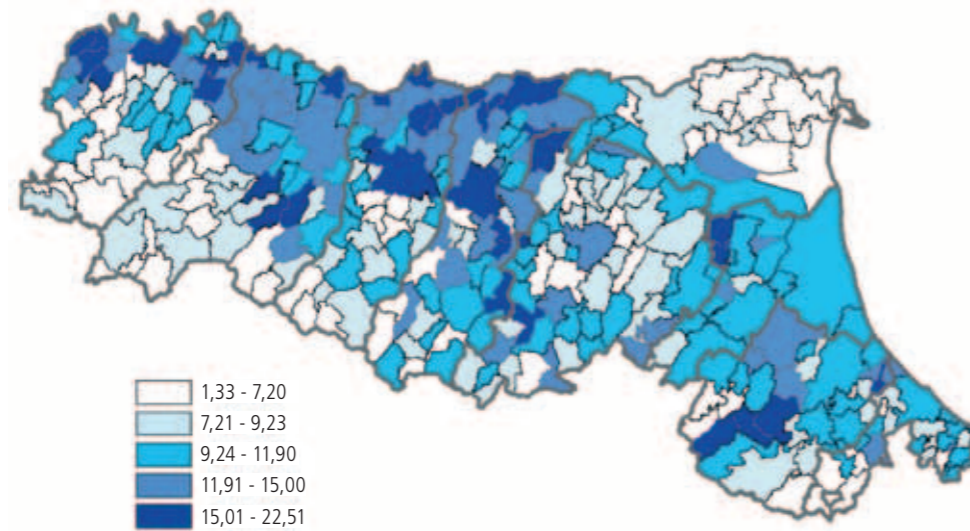 1,33 - 7,20
7,21 - 9,23
9,24 - 11,90
11,91 - 15,00
15,01 - 22,51